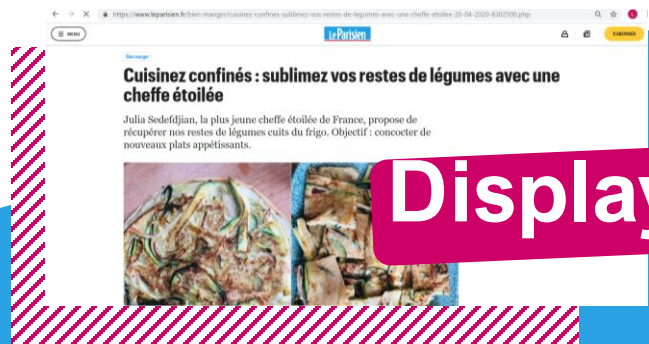 https://www.leparisien.fr/bien-manger/cuisinez-confines-sublimez-vos-restes-de-legumes-avec-une-cheffe-etoilee-20-04-2020-8302500.php
MENU
Le Parisien
S'ABONNER
Bien manger
Cuisinez confinés : sublimez vos restes de légumes avec une
cheffe étoilée
Julia Sedefdjian, la plus jeune cheffe étoilée de France, propose de
récupérer nos restes de légumes cuits du frigo. Objectif : concocter de
nouveaux plats appétissants.
Display